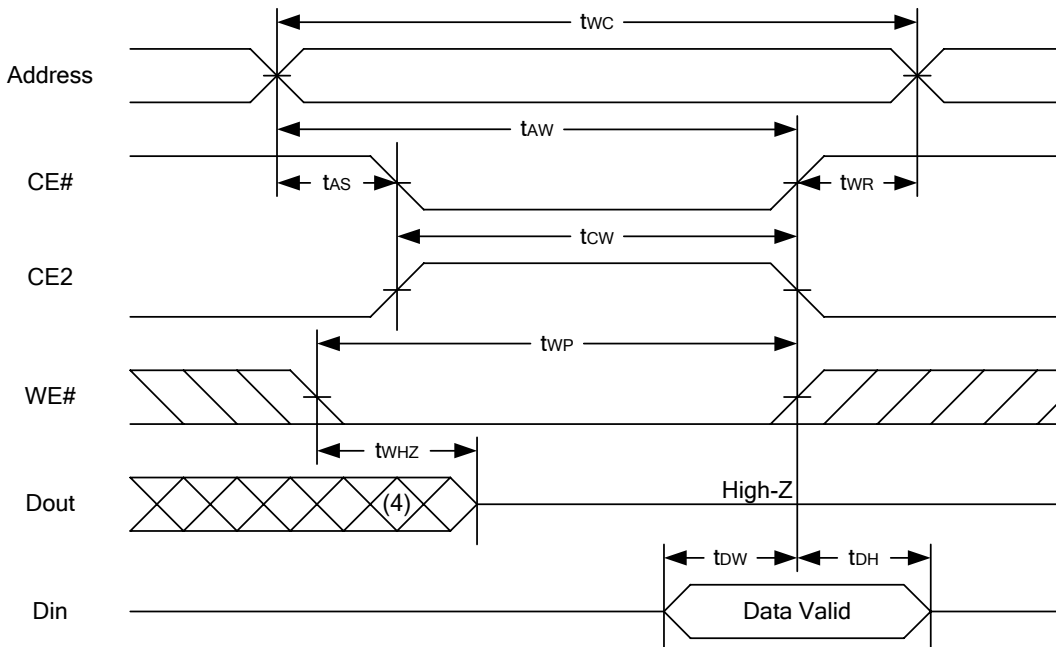 tWC
Address
tAW
CE#
tAS
tWR
tCW
CE2
tWP
WE#
tWHZ
Dout
(4)
High-Z
tDW
tDH
Din
Data Valid